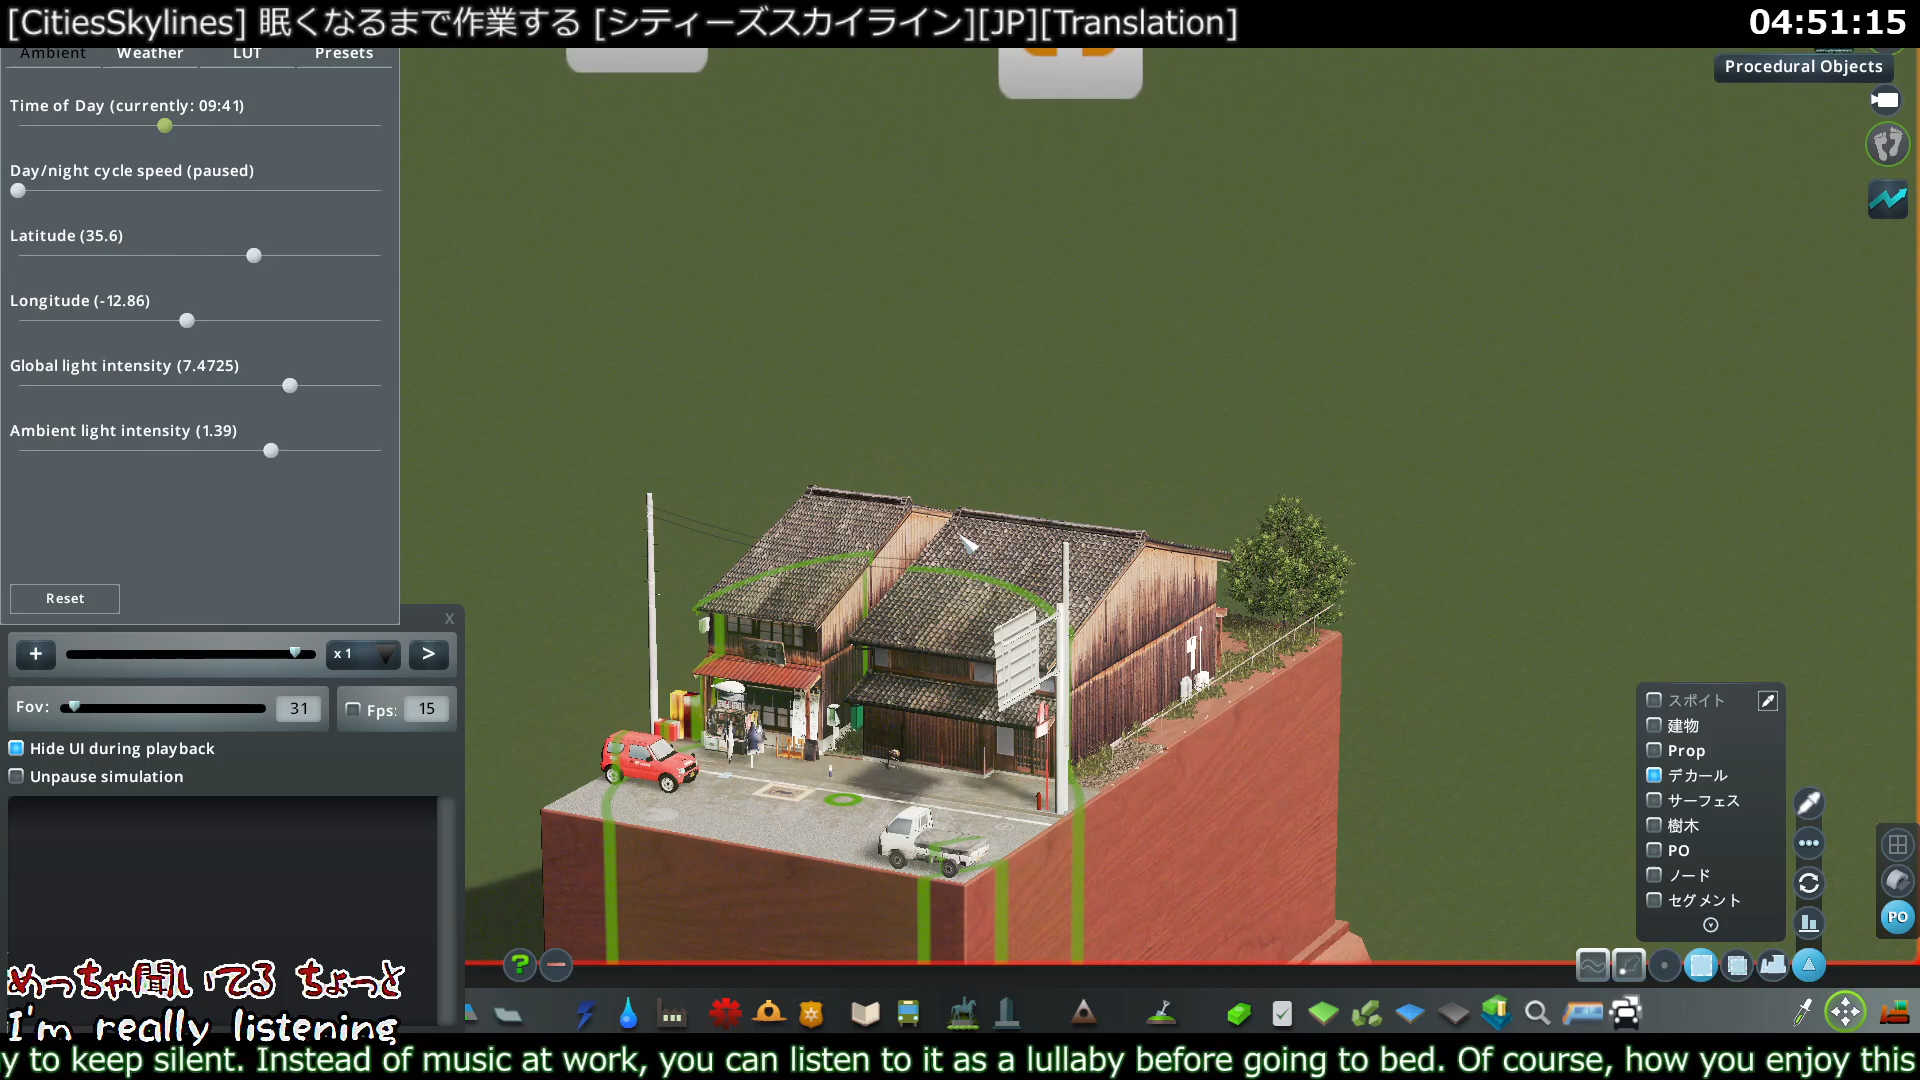 [CitiesSkylines] 眠くなるまで作業する [シティーズスカイライン][JP][Translation]
04:51:15
Ambient
Weather
LUT
Presets
Procedural Objects
Time of Day (currently: 09:41)
Day/night cycle speed (paused)
Latitude (35.6)
Longitude (-12.86)
Global light intensity (7.4725)
Ambient light intensity (1.39)
Reset
X
+
x 1
>
Fov:
31
Fps:
15
Hide UI during playback
Unpause simulation
スポイト
建物
Prop
デカール
サーフェス
樹木
PO
ノード
セグメント
PO
?
めっちゃ聞いてる ちょっと
I'm really listening
y to keep silent. Instead of music at work, you can listen to it as a lullaby before going to bed. Of course, how you enjoy this